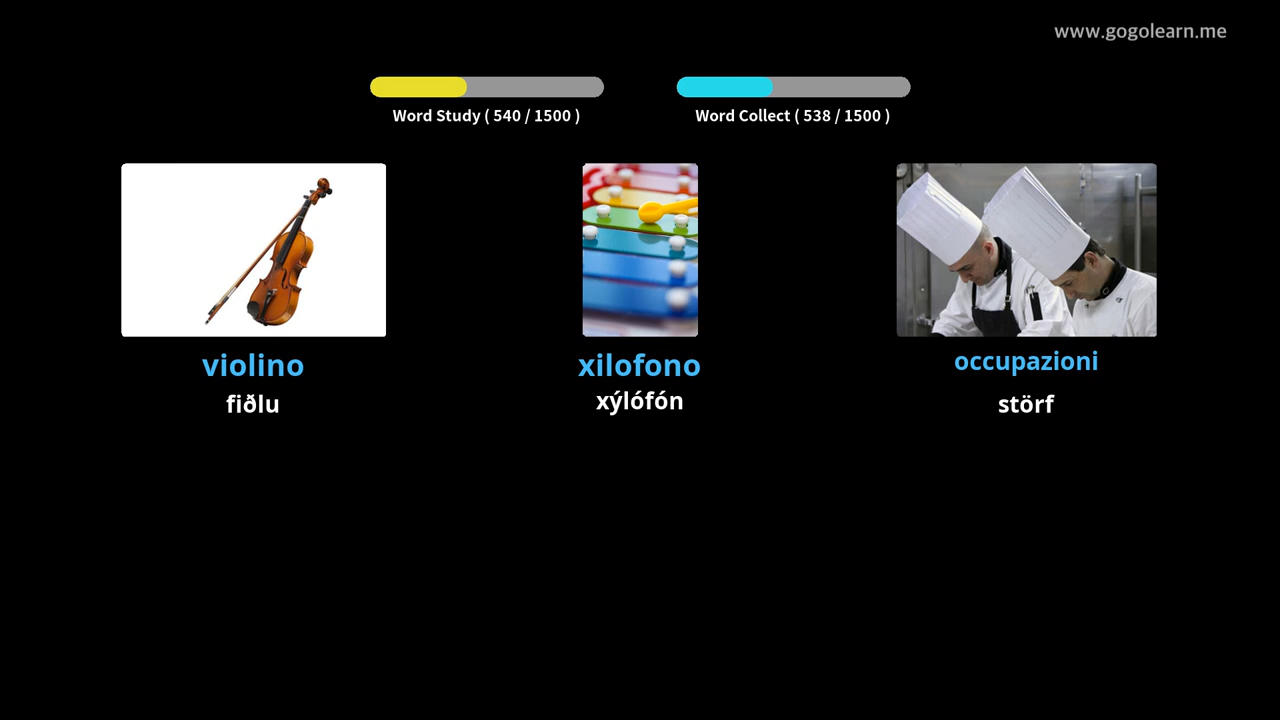 www.gogolearn.me
Word Study ( 540 / 1500 )
Word Collect ( 538 / 1500 )
violino
xilofono
occupazioni
fiðlu
xýlófón
störf